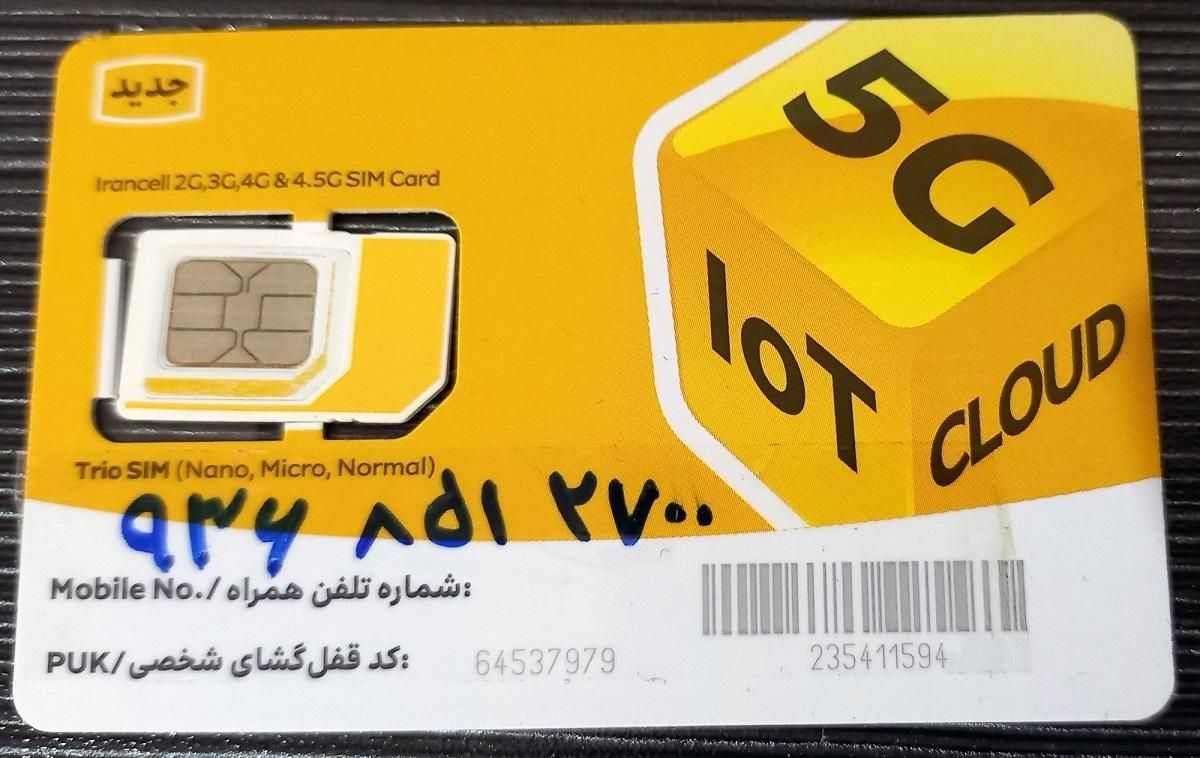 جدید
5G
IoT
CLOUD
Irancell 2G,3G,4G & 4.5G SIM Card
Trio SIM (Nano, Micro, Normal)
۹۳۶ ۸۵۱ ۲۷۰۰
Mobile No./شماره تلفن همراه:
PUK/کد قفل‌گشای شخصی: 64537979
235411594